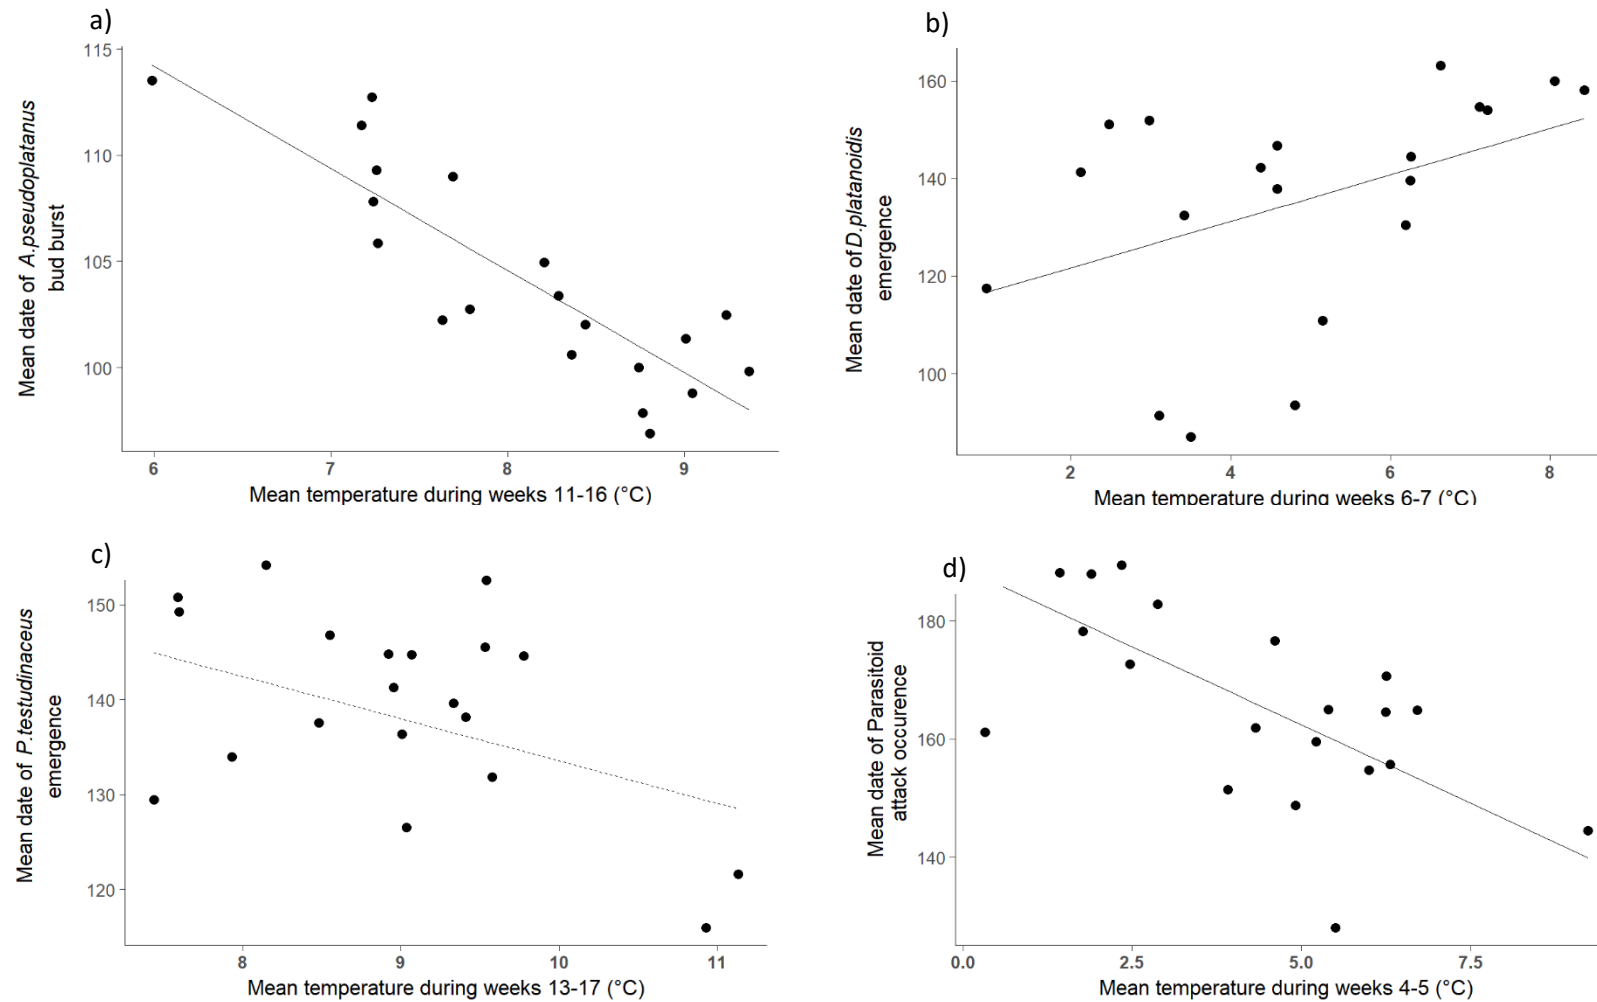 a)
115
110
105
100
6 7 8 9
Mean date of A.pseudoplatanus
bud burst
Mean temperature during weeks 11-16 (°C)
b)
160
140
120
100
2 4 6 8
Mean date of D.platanoidis
emergence
Mean temperature during weeks 6-7 (°C)
c)
150
140
130
120
8 9 10 11
Mean date of P.testudinaceus
emergence
Mean temperature during weeks 13-17 (°C)
d)
180
160
140
0.0 2.5 5.0 7.5
Mean date of Parasitoid
attack occurence
Mean temperature during weeks 4-5 (°C)